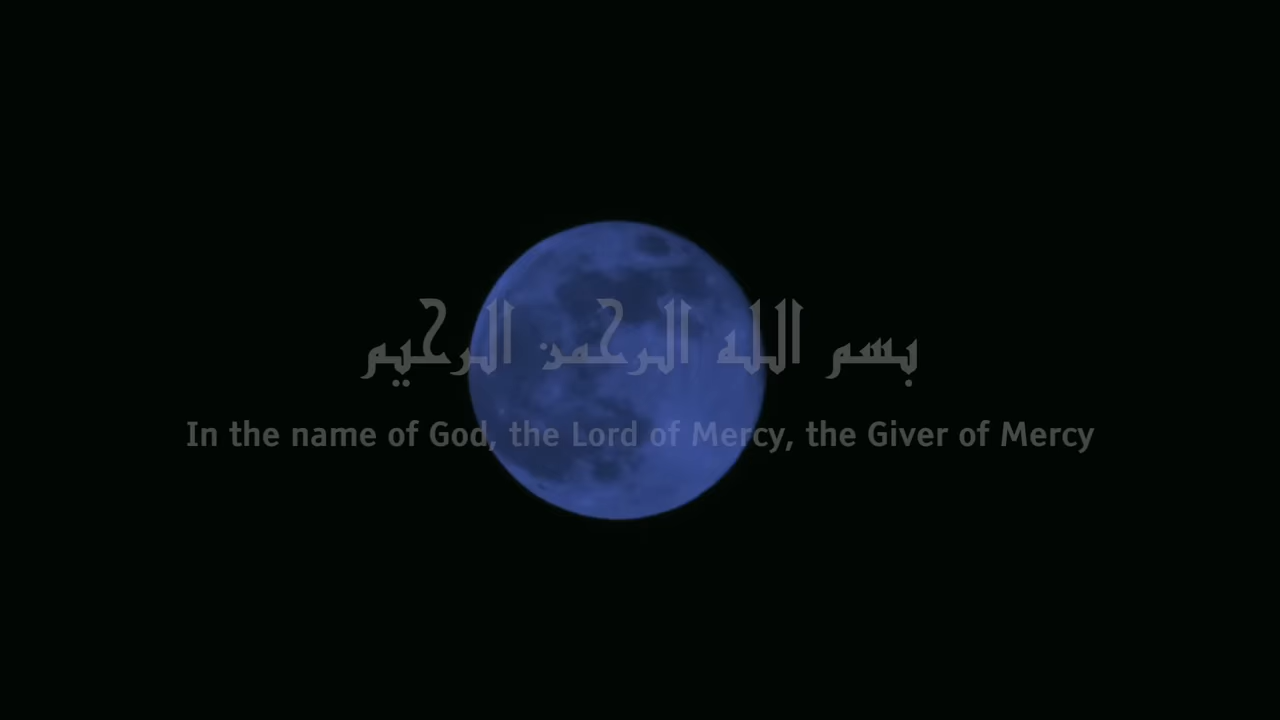 بسم الله الرحمن الرحيم
In the name of God, the Lord of Mercy, the Giver of Mercy